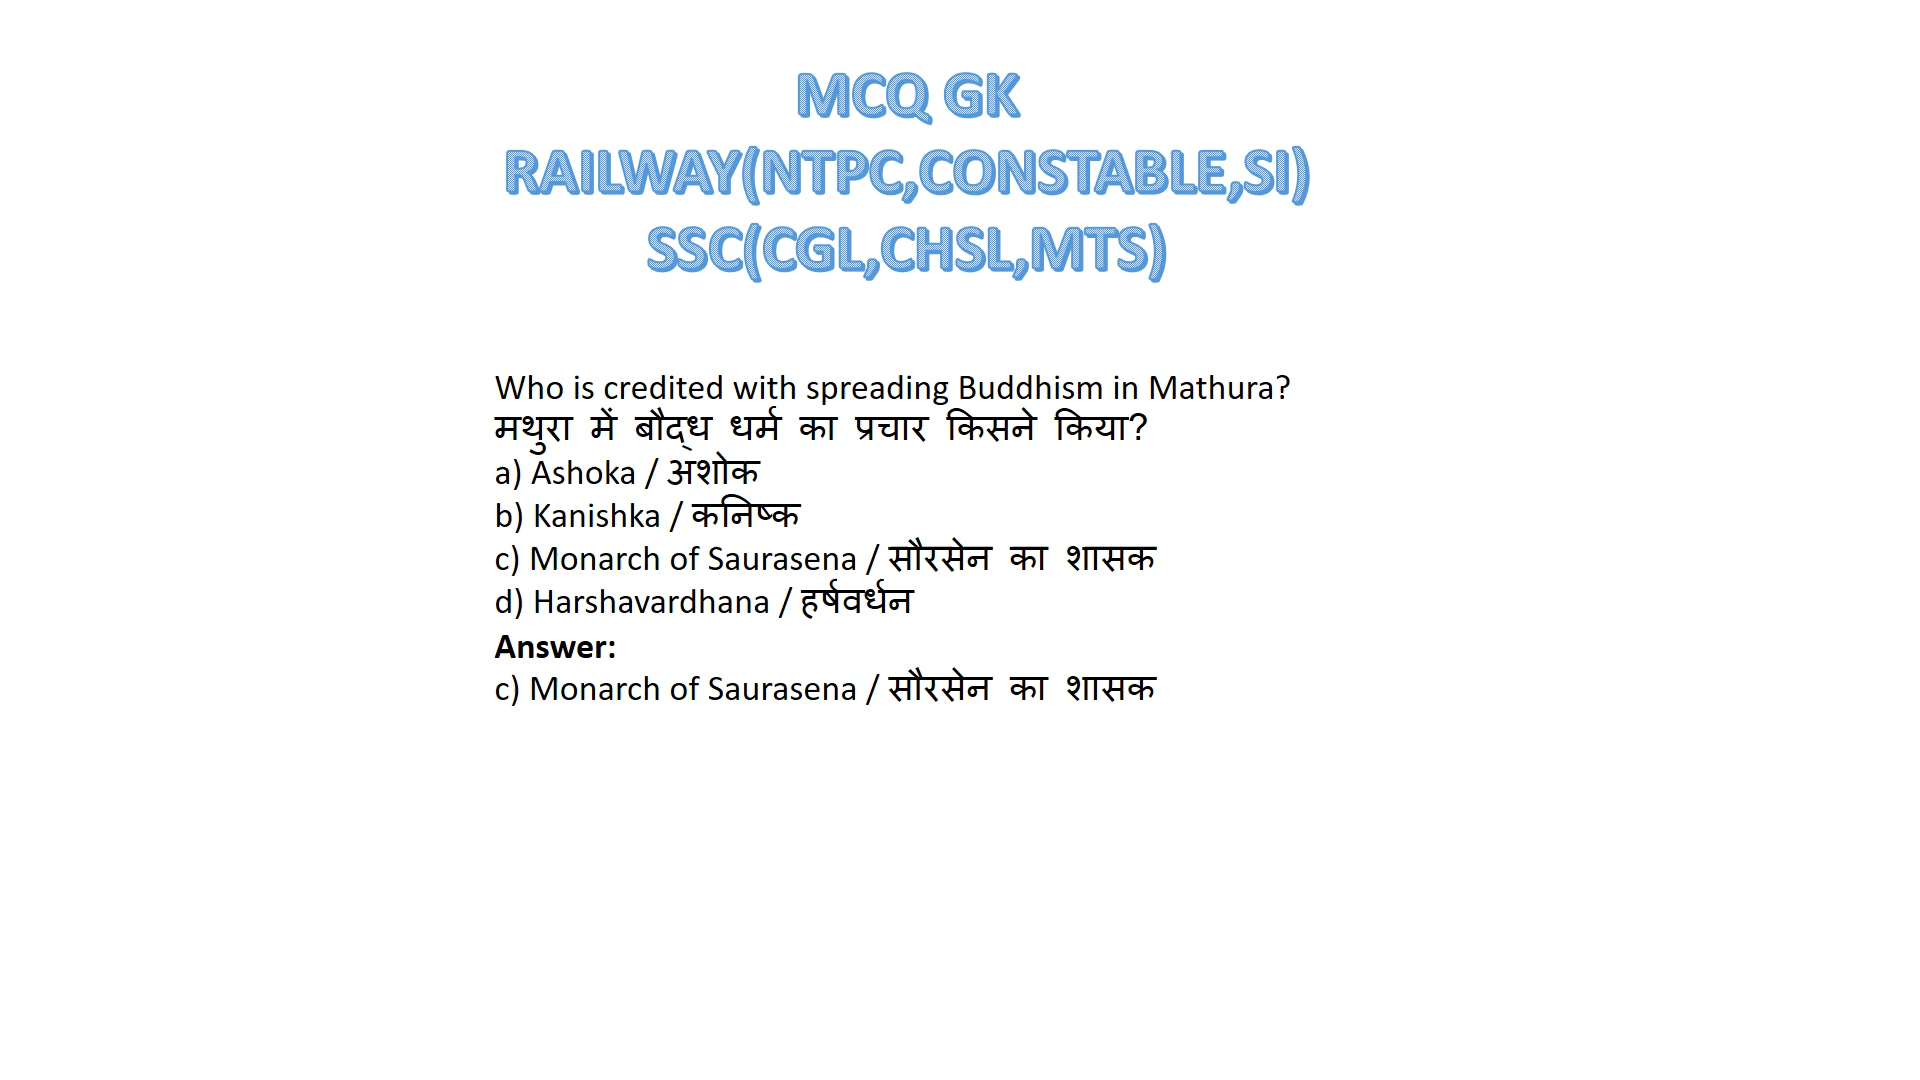 MCQ GK
RAILWAY(NTPC,CONSTABLE,SI)
SSC(CGL,CHSL,MTS)
Who is credited with spreading Buddhism in Mathura?
मथुरा में बौद्ध धर्म का प्रचार किसने किया?
a) Ashoka / अशोक
b) Kanishka / कनिष्क
c) Monarch of Saurasena / सौरसेन का शासक
d) Harshavardhana / हर्षवर्धन
Answer:
c) Monarch of Saurasena / सौरसेन का शासक